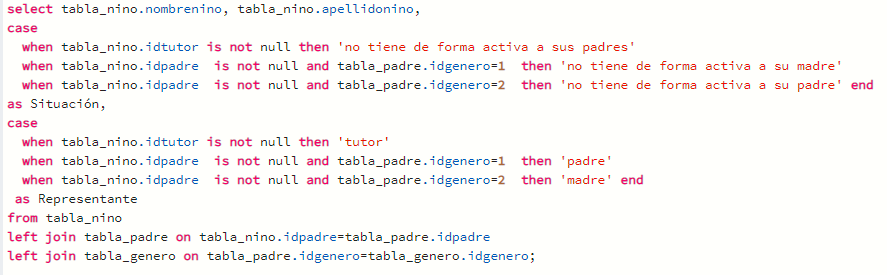 select tabla_nino.nombrenino, tabla_nino.apellidonino,
case
when tabla_nino.idtutor is not null then 'no tiene de forma activa a sus padres'
when tabla_nino.idpadre  is not null and tabla_padre.idgenero=1  then 'no tiene de forma activa a su madre'
when tabla_nino.idpadre  is not null and tabla_padre.idgenero=2  then 'no tiene de forma activa a su padre' end
as Situación,
case
when tabla_nino.idtutor is not null then 'tutor'
when tabla_nino.idpadre  is not null and tabla_padre.idgenero=1  then 'padre'
when tabla_nino.idpadre  is not null and tabla_padre.idgenero=2  then 'madre' end
as Representante
from tabla_nino
left join tabla_padre on tabla_nino.idpadre=tabla_padre.idpadre
left join tabla_genero on tabla_padre.idgenero=tabla_genero.idgenero;